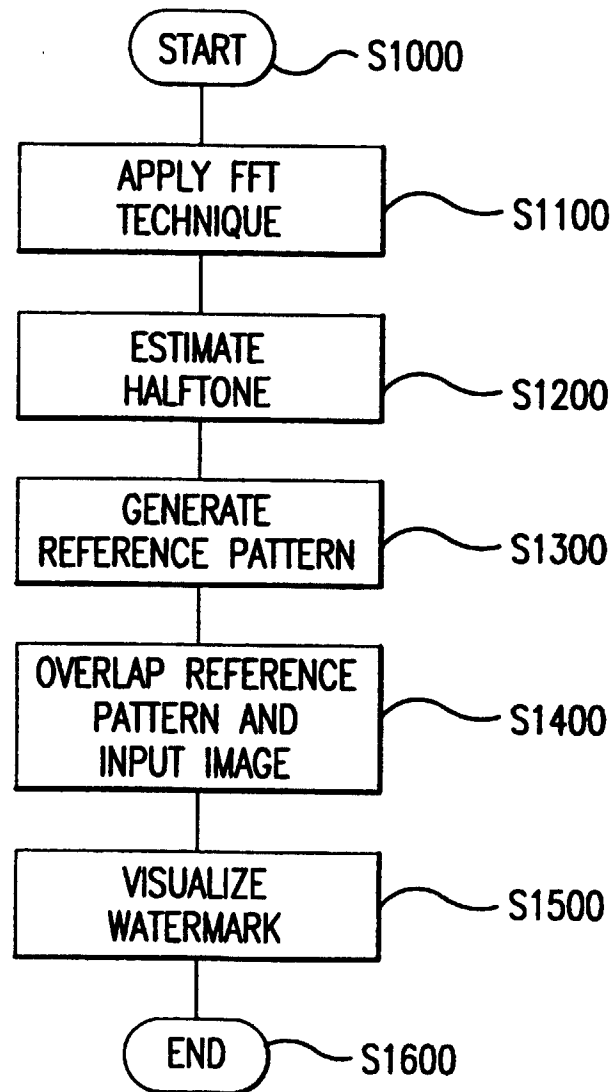 START
S1000
APPLY FFT
TECHNIQUE
S1100
ESTIMATE
HALFTONE
S1200
GENERATE
REFERENCE PATTERN
S1300
OVERLAP REFERENCE
PATTERN AND
INPUT IMAGE
S1400
VISUALIZE
WATERMARK
S1500
END
S1600